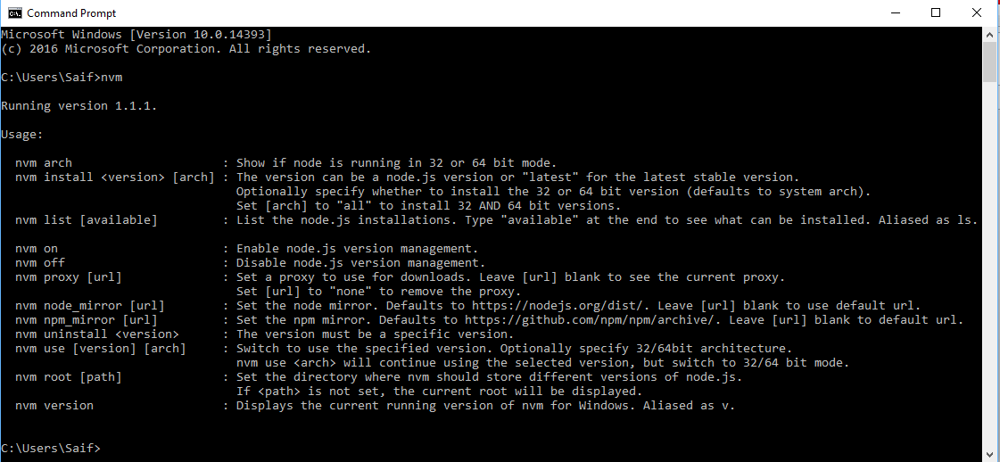 Command Prompt
Microsoft Windows [Version 10.0.14393]
(c) 2016 Microsoft Corporation. All rights reserved.
C:\Users\Saif>nvm
Running version 1.1.1.
Usage:
nvm arch : Show if node is running in 32 or 64 bit mode.
nvm install <version> [arch] : The version can be a node.js version or "latest" for the latest stable version.
Optionally specify whether to install the 32 or 64 bit version (defaults to system arch).
Set [arch] to "all" to install 32 AND 64 bit versions.
nvm list [available] : List the node.js installations. Type "available" at the end to see what can be installed. Aliased as ls.
nvm on : Enable node.js version management.
nvm off : Disable node.js version management.
nvm proxy [url] : Set a proxy to use for downloads. Leave [url] blank to see the current proxy.
Set [url] to "none" to remove the proxy.
nvm node_mirror [url] : Set the node mirror. Defaults to https://nodejs.org/dist/. Leave [url] blank to use default url.
nvm npm_mirror [url] : Set the npm mirror. Defaults to https://github.com/npm/npm/archive/. Leave [url] blank to default url.
nvm uninstall <version> : The version must be a specific version.
nvm use [version] [arch] : Switch to use the specified version. Optionally specify 32/64bit architecture.
nvm use <arch> will continue using the selected version, but switch to 32/64 bit mode.
nvm root [path] : Set the directory where nvm should store different versions of node.js.
If <path> is not set, the current root will be displayed.
nvm version : Displays the current running version of nvm for Windows. Aliased as v.
C:\Users\Saif>